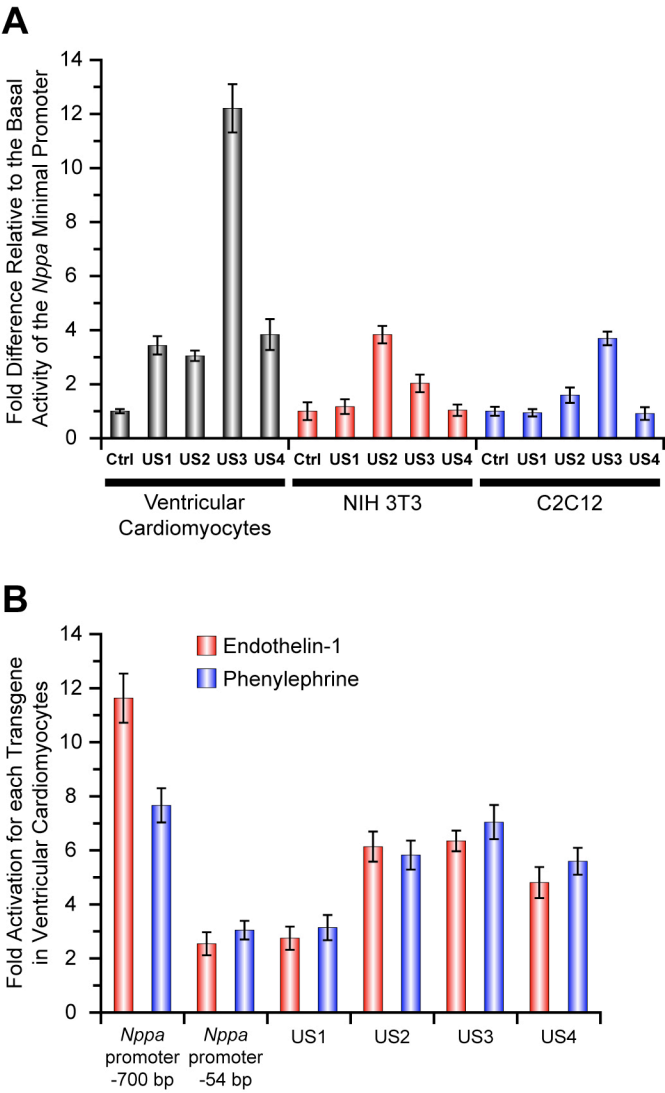 A
Fold Difference Relative to the Basal
Activity of the Nppa Minimal Promoter
14
12
10
8
6
4
2
0
Ctrl US1 US2 US3 US4 Ctrl US1 US2 US3 US4 Ctrl US1 US2 US3 US4
Ventricular Cardiomyocytes NIH 3T3 C2C12
B
Fold Activation for each Transgene
in Ventricular Cardiomyocytes
14
12
10
8
6
4
2
0
Endothelin-1
Phenylephrine
Nppa promoter -700 bp
Nppa promoter -54 bp
US1 US2 US3 US4